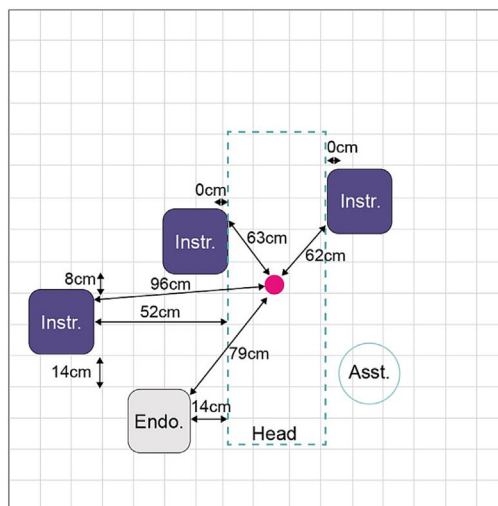 0cm
0cm
Instr.
Instr.
63cm
62cm
8cm
96cm
Instr.
52cm
79cm
14cm
Asst.
14cm
Endo.
Head